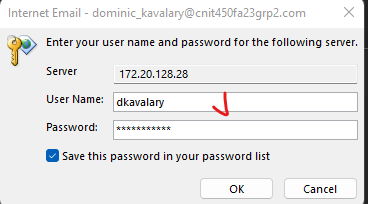 Internet Email - dominic_kavalary@cnit450fa23grp2.com
Enter your user name and password for the following server.
Server 172.20.128.28
User Name: dkavalary
Password: ***********
Save this password in your password list
OK Cancel